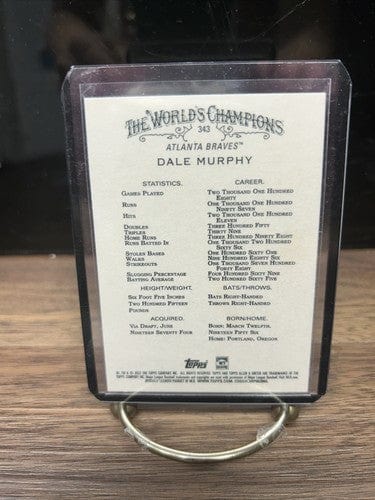 THE WORLD'S CHAMPIONS
343
ATLANTA BRAVES™
DALE MURPHY
STATISTICS. CAREER.
GAMES PLAYED TWO THOUSAND ONE HUNDRED
EIGHTY
RUNS ONE THOUSAND ONE HUNDRED
NINETY SEVEN
HITS TWO THOUSAND ONE HUNDRED
ELEVEN
DOUBLES THREE HUNDRED FIFTY
TRIPLES THIRTY NINE
HOME RUNS THREE HUNDRED NINETY EIGHT
RUNS BATTED IN ONE THOUSAND TWO HUNDRED
SIXTY SIX
STOLEN BASES ONE HUNDRED SIXTY ONE
WALKS NINE HUNDRED EIGHTY SIX
STRIKEOUTS ONE THOUSAND SEVEN HUNDRED
FORTY EIGHT
SLUGGING PERCENTAGE FOUR HUNDRED SIXTY NINE
BATTING AVERAGE TWO HUNDRED SIXTY FIVE
HEIGHT/WEIGHT. BATS/THROWS.
SIX FOOT FIVE INCHES BATS RIGHT-HANDED
TWO HUNDRED FIFTEEN THROWS RIGHT-HANDED
POUNDS
ACQUIRED. BORN/HOME.
VIA DRAFT, JUNE BORN: MARCH TWELFTH,
NINETEEN SEVENTY FOUR NINETEEN FIFTY SIX
HOME: PORTLAND, OREGON
Topps